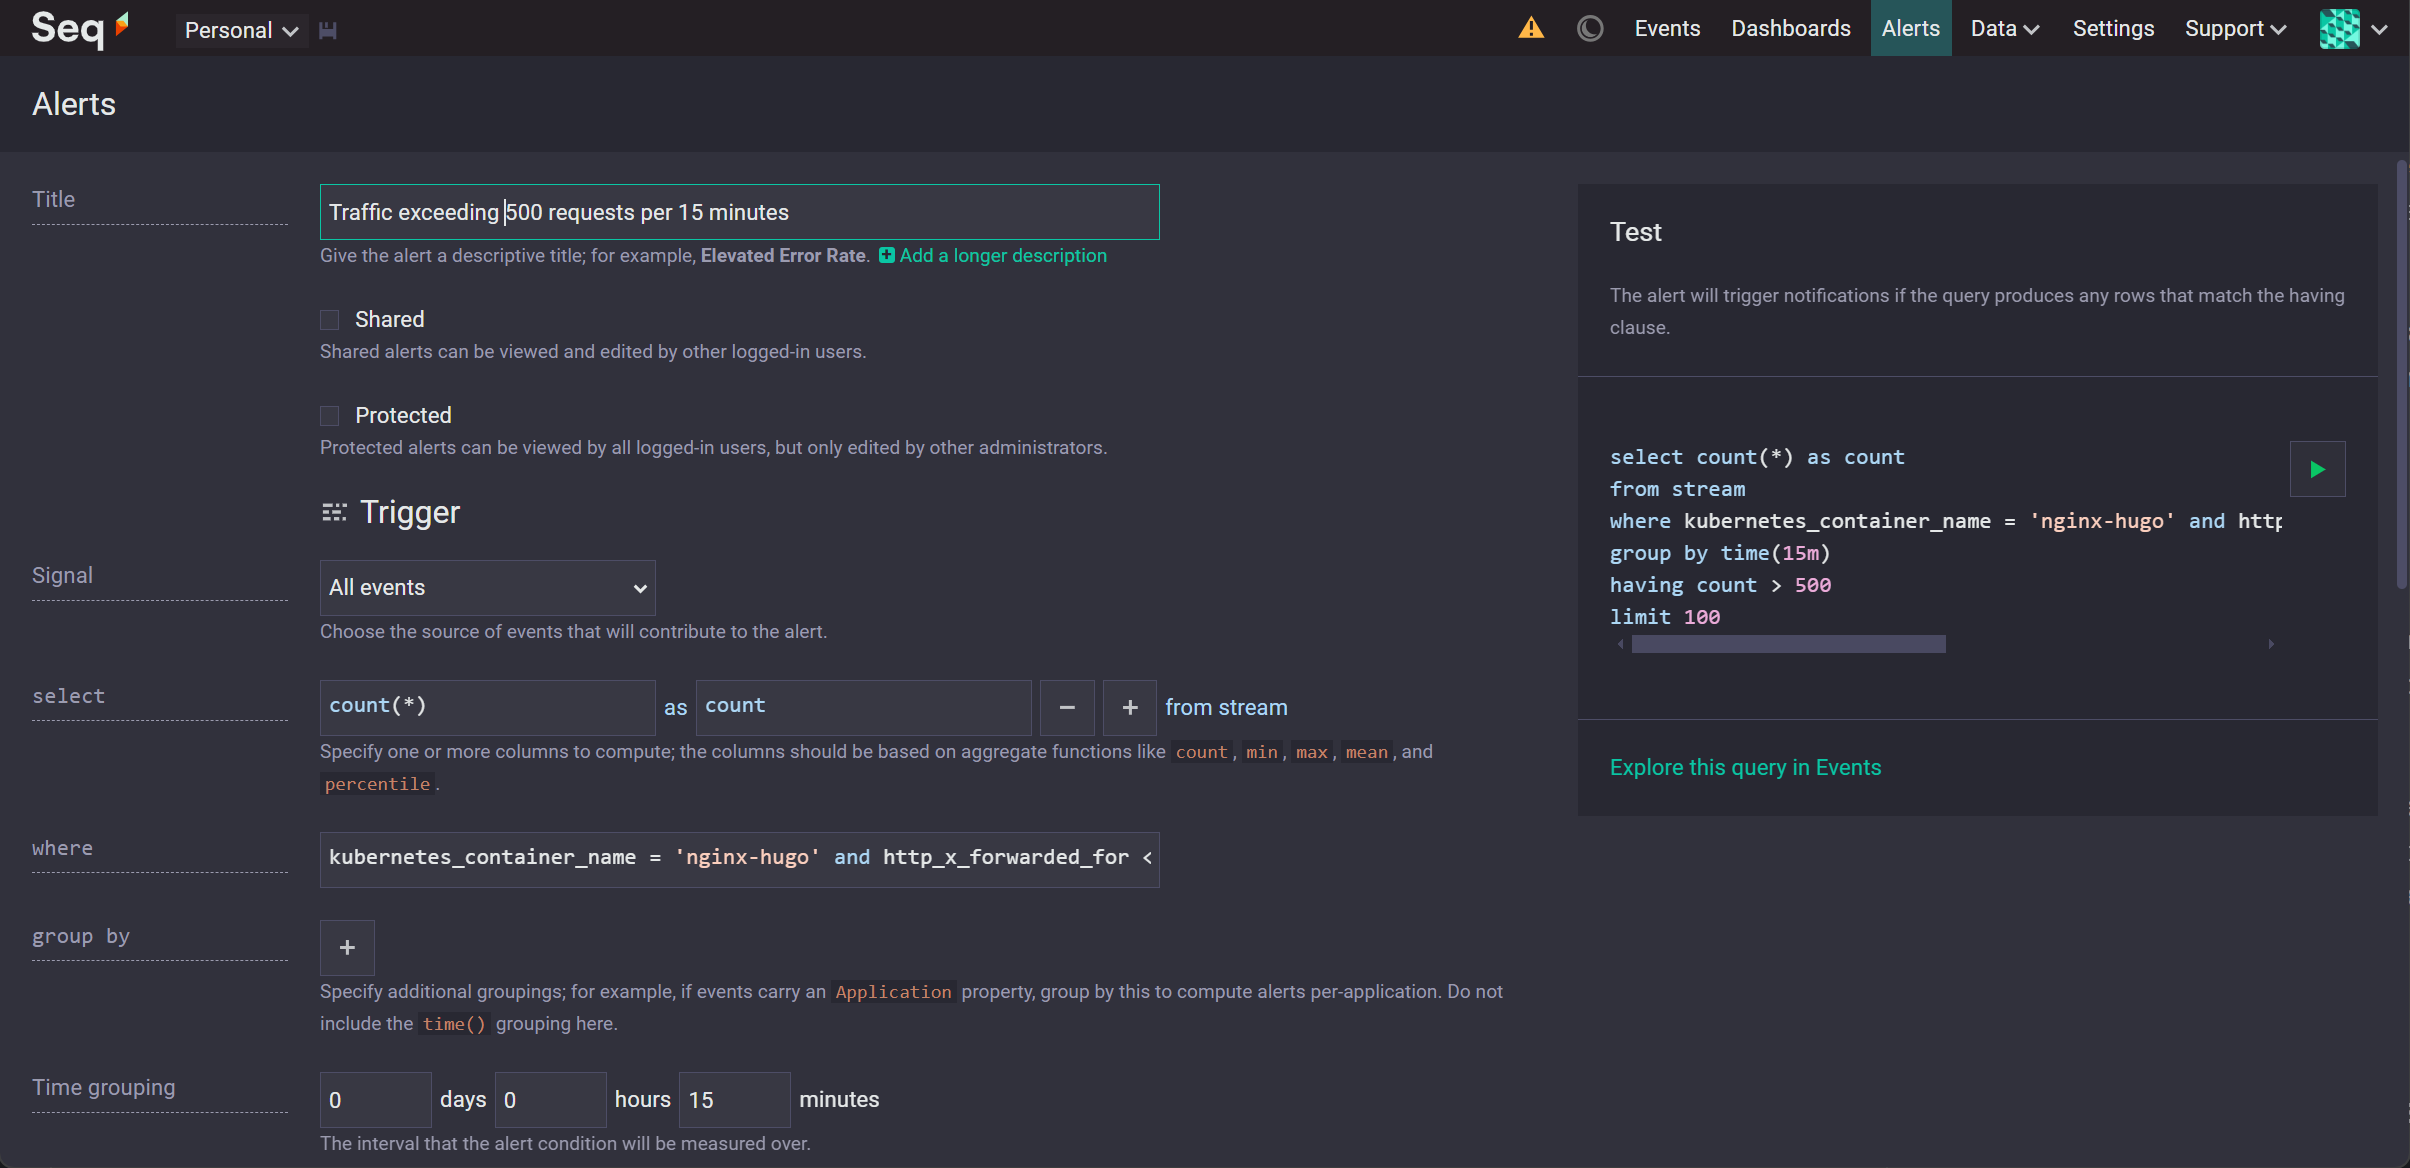 Seq Personal Events Dashboards Alerts Data Settings Support
Alerts
Title
Traffic exceeding 500 requests per 15 minutes
Give the alert a descriptive title; for example, Elevated Error Rate. Add a longer description
Shared
Shared alerts can be viewed and edited by other logged-in users.
Protected
Protected alerts can be viewed by all logged-in users, but only edited by other administrators.
Trigger
Signal
All events
Choose the source of events that will contribute to the alert.
select
count(*) as count − + from stream
Specify one or more columns to compute; the columns should be based on aggregate functions like count, min, max, mean, and
percentile.
where
kubernetes_container_name = 'nginx-hugo' and http_x_forwarded_for <
group by
+
Specify additional groupings; for example, if events carry an Application property, group by this to compute alerts per-application. Do not
include the time() grouping here.
Time grouping
0 days 0 hours 15 minutes
The interval that the alert condition will be measured over.
Test
The alert will trigger notifications if the query produces any rows that match the having
clause.
select count(*) as count
from stream
where kubernetes_container_name = 'nginx-hugo' and http
group by time(15m)
having count > 500
limit 100
Explore this query in Events